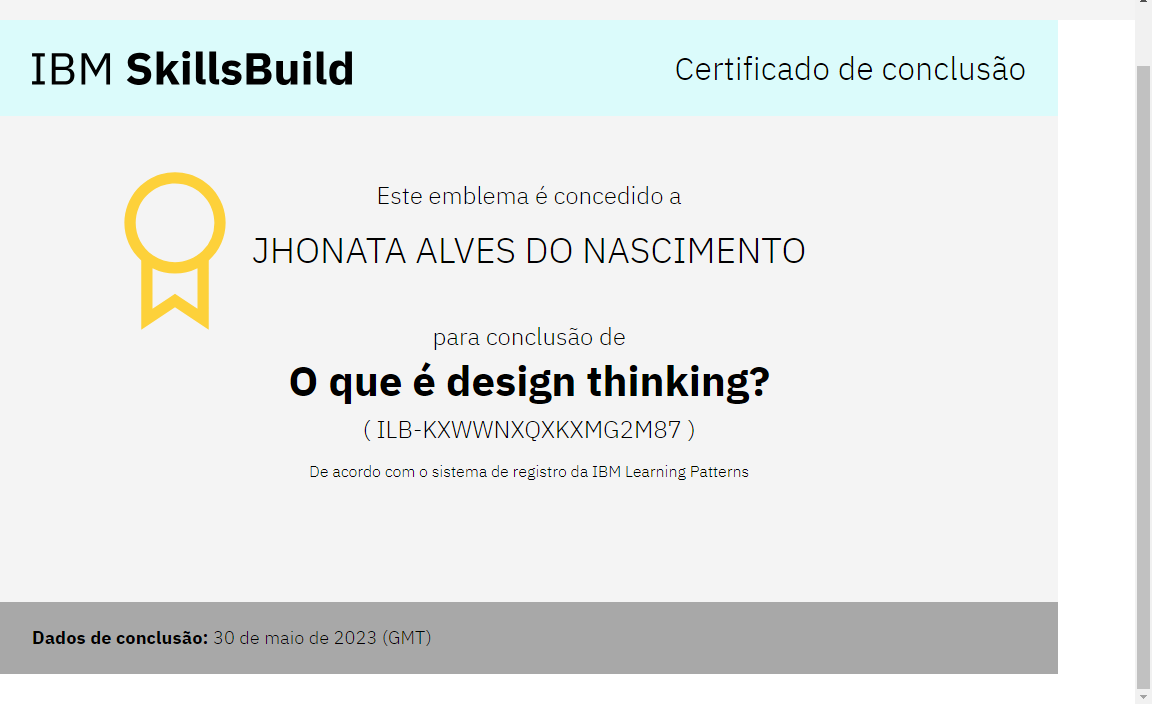 IBM SkillsBuild
Certificado de conclusão
Este emblema é concedido a
JHONATA ALVES DO NASCIMENTO
para conclusão de
O que é design thinking?
( ILB-KXWWNXQXKXMG2M87 )
De acordo com o sistema de registro da IBM Learning Patterns
Dados de conclusão: 30 de maio de 2023 (GMT)